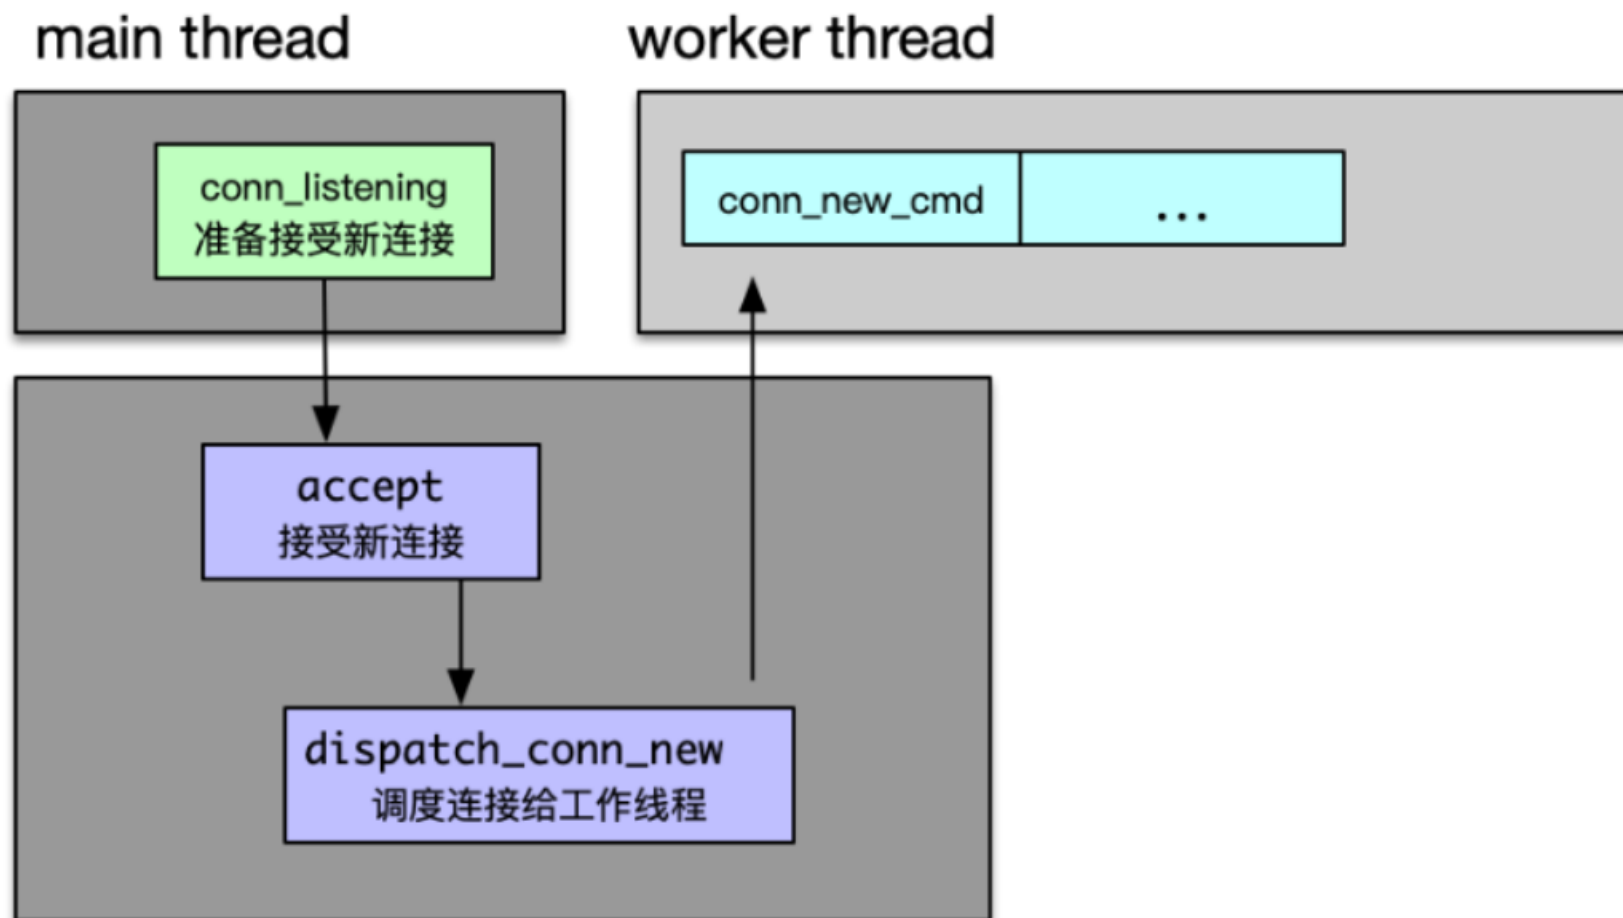 main thread
worker thread
conn_listening
准备接受新连接
conn_new_cmd
...
accept
接受新连接
dispatch_conn_new
调度连接给工作线程